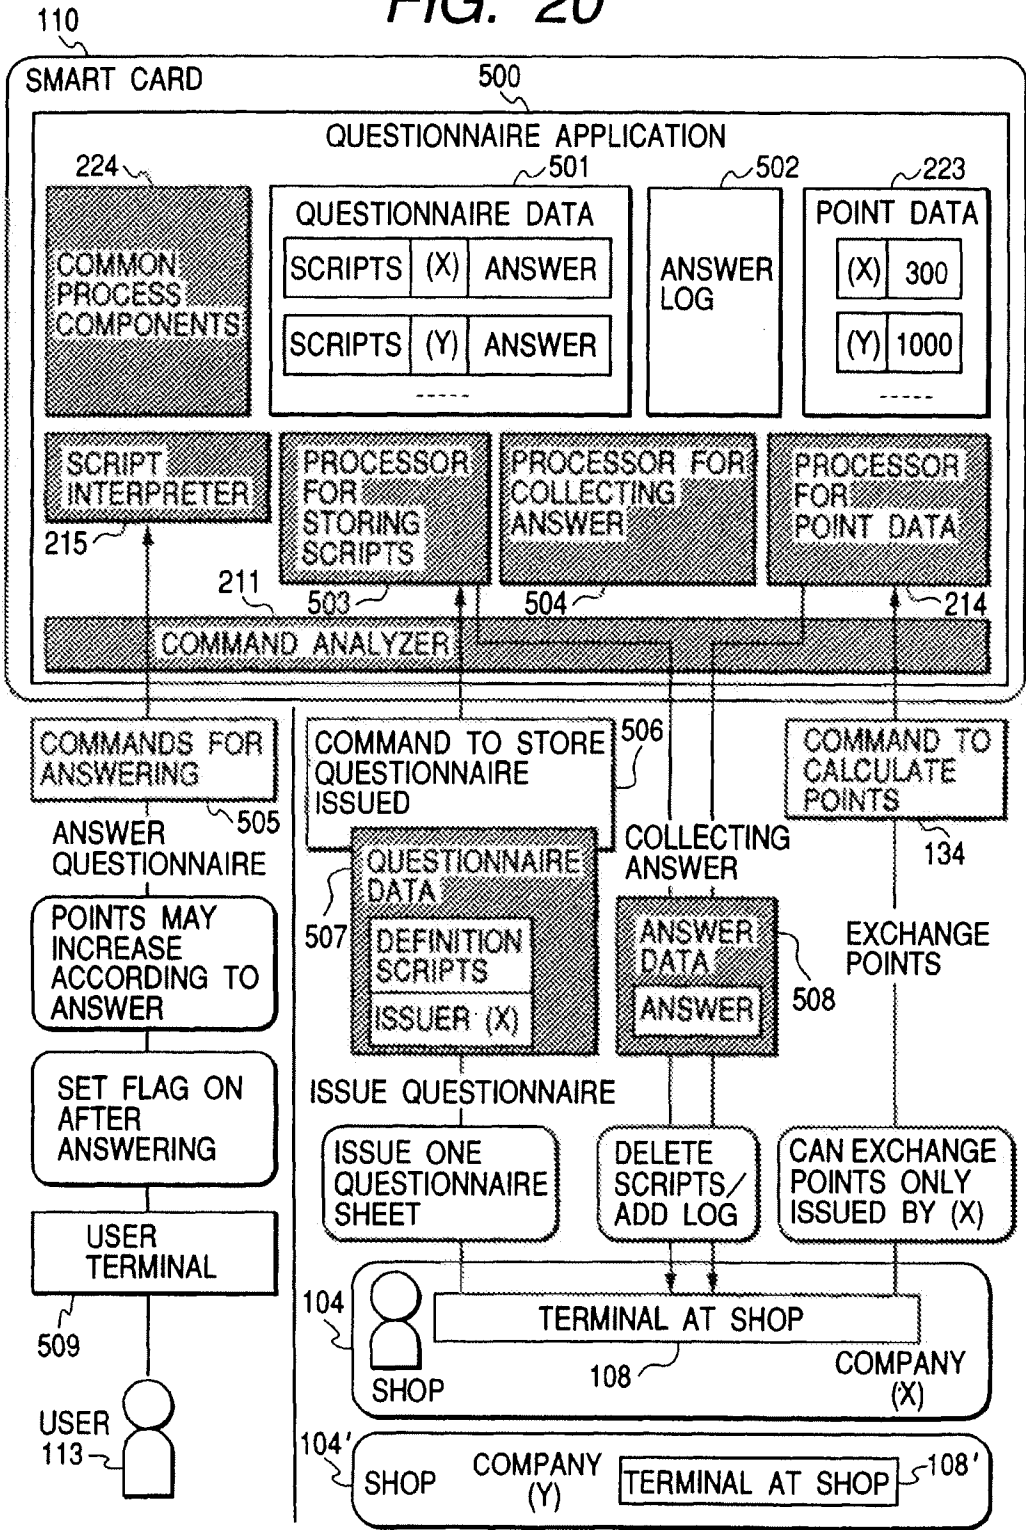 FIG. 20
110
SMART CARD
500
QUESTIONNAIRE APPLICATION
224
501
502
223
COMMON
PROCESS
COMPONENTS
QUESTIONNAIRE DATA
SCRIPTS (X) ANSWER
SCRIPTS (Y) ANSWER
-----
ANSWER
LOG
POINT DATA
(X) 300
(Y) 1000
-----
SCRIPT
INTERPRETER
215
PROCESSOR
FOR
STORING
SCRIPTS
503
PROCESSOR FOR
COLLECTING
ANSWER
504
PROCESSOR
FOR
POINT DATA
214
211
COMMAND ANALYZER
COMMANDS FOR
ANSWERING
505
COMMAND TO STORE
QUESTIONNAIRE
ISSUED
506
COMMAND TO
CALCULATE
POINTS
134
ANSWER
QUESTIONNAIRE
POINTS MAY
INCREASE
ACCORDING TO
ANSWER
SET FLAG ON
AFTER
ANSWERING
USER
TERMINAL
509
USER
113
QUESTIONNAIRE
DATA
507
DEFINITION
SCRIPTS
ISSUER (X)
COLLECTING
ANSWER
ANSWER
DATA
ANSWER
508
EXCHANGE
POINTS
ISSUE QUESTIONNAIRE
ISSUE ONE
QUESTIONNAIRE
SHEET
DELETE
SCRIPTS/
ADD LOG
CAN EXCHANGE
POINTS ONLY
ISSUED BY (X)
104
TERMINAL AT SHOP
108
SHOP
COMPANY
(X)
104'
SHOP
COMPANY
(Y)
TERMINAL AT SHOP
108'